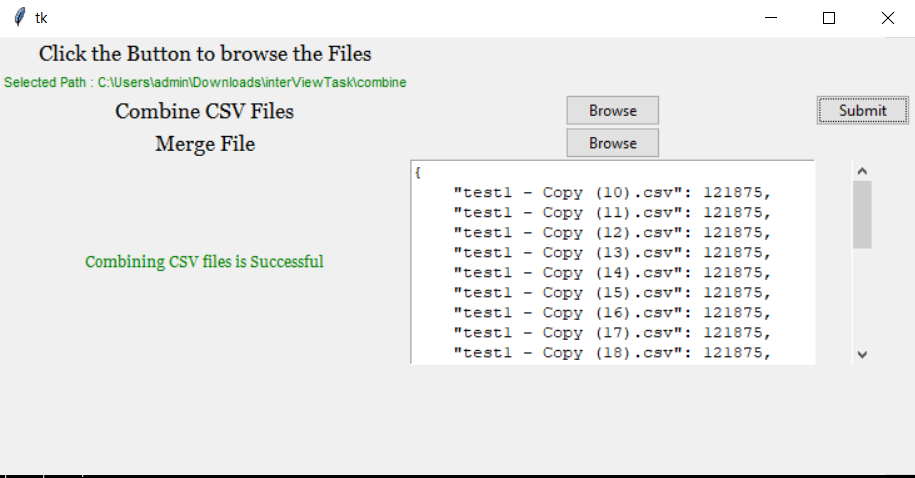 tk
Click the Button to browse the Files
Selected Path : C:\Users\admin\Downloads\interViewTask\combine
Combine CSV Files
Browse
Submit
Merge File
Browse
{
"test1 - Copy (10).csv": 121875,
"test1 - Copy (11).csv": 121875,
"test1 - Copy (12).csv": 121875,
"test1 - Copy (13).csv": 121875,
"test1 - Copy (14).csv": 121875,
"test1 - Copy (15).csv": 121875,
"test1 - Copy (16).csv": 121875,
"test1 - Copy (17).csv": 121875,
"test1 - Copy (18).csv": 121875,
Combining CSV files is Successful